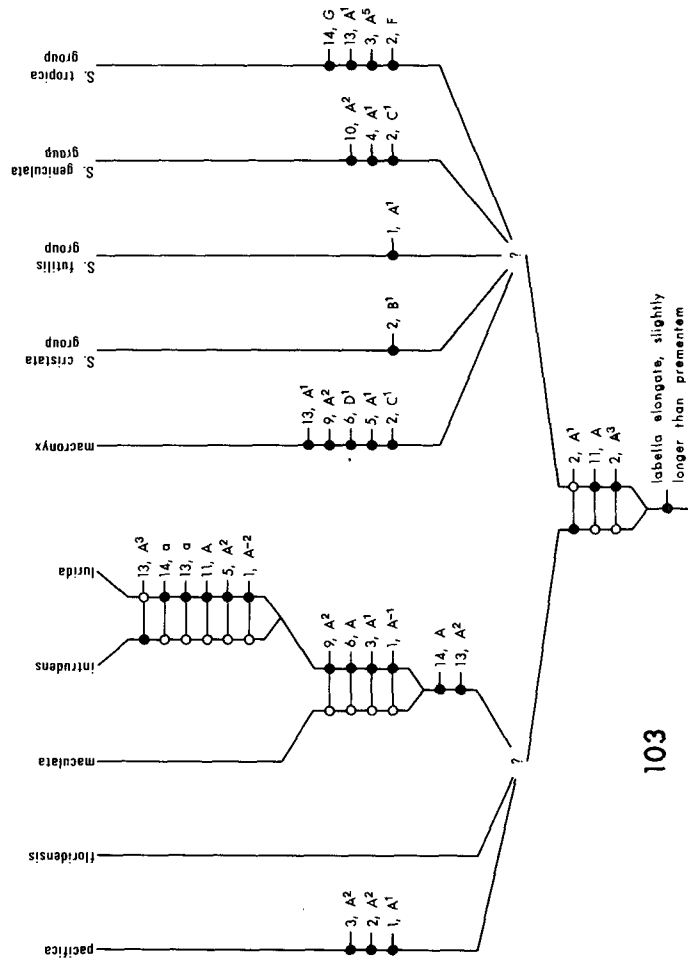 pacifica
floridensis
maculata
intrudens
lurida
macronyx
S. cristata
group
S. futilis
group
S. geniculata
group
S. tropica
group
3, A²
2, A²
1, A¹
13, A³
14, a
13, a
11, A
5, A²
1, A⁻²
9, A²
6, A
3, A¹
1, A⁻¹
14, A
13, A²
13, A¹
9, A²
6, D¹
5, A¹
2, C¹
2, B¹
1, A¹
10, A²
4, A¹
2, C¹
14, G
13, A¹
3, A⁵
2, F
?
?
2, A¹
11, A
2, A³
labella elongate, slightly
longer than prementem
103